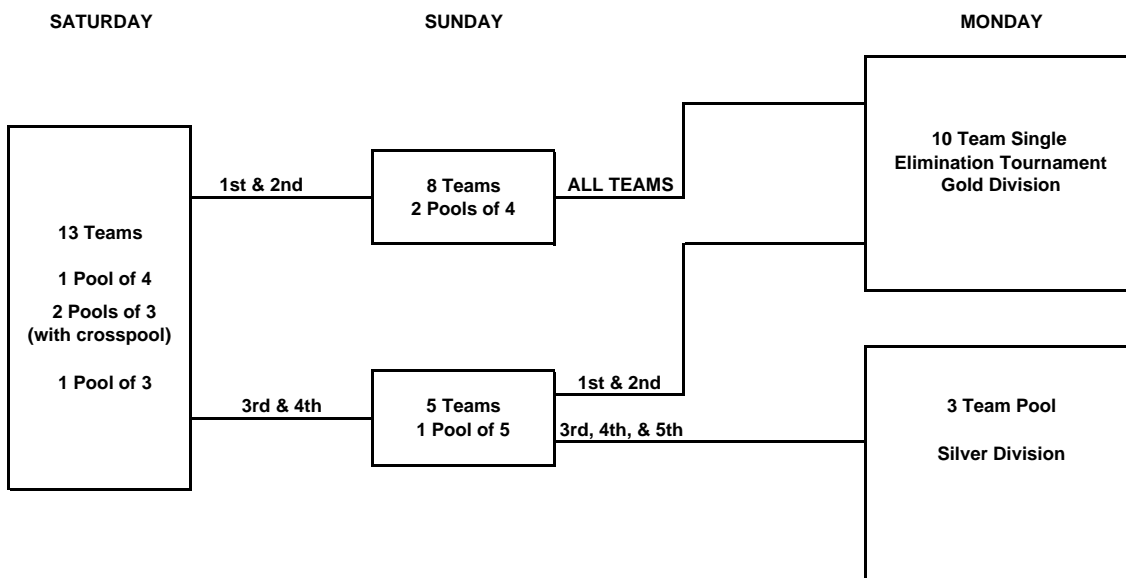 SATURDAY
SUNDAY
MONDAY
13 Teams
1 Pool of 4
2 Pools of 3
(with crosspool)
1 Pool of 3
1st & 2nd
3rd & 4th
8 Teams
2 Pools of 4
ALL TEAMS
5 Teams
1 Pool of 5
1st & 2nd
3rd, 4th, & 5th
10 Team Single
Elimination Tournament
Gold Division
3 Team Pool
Silver Division